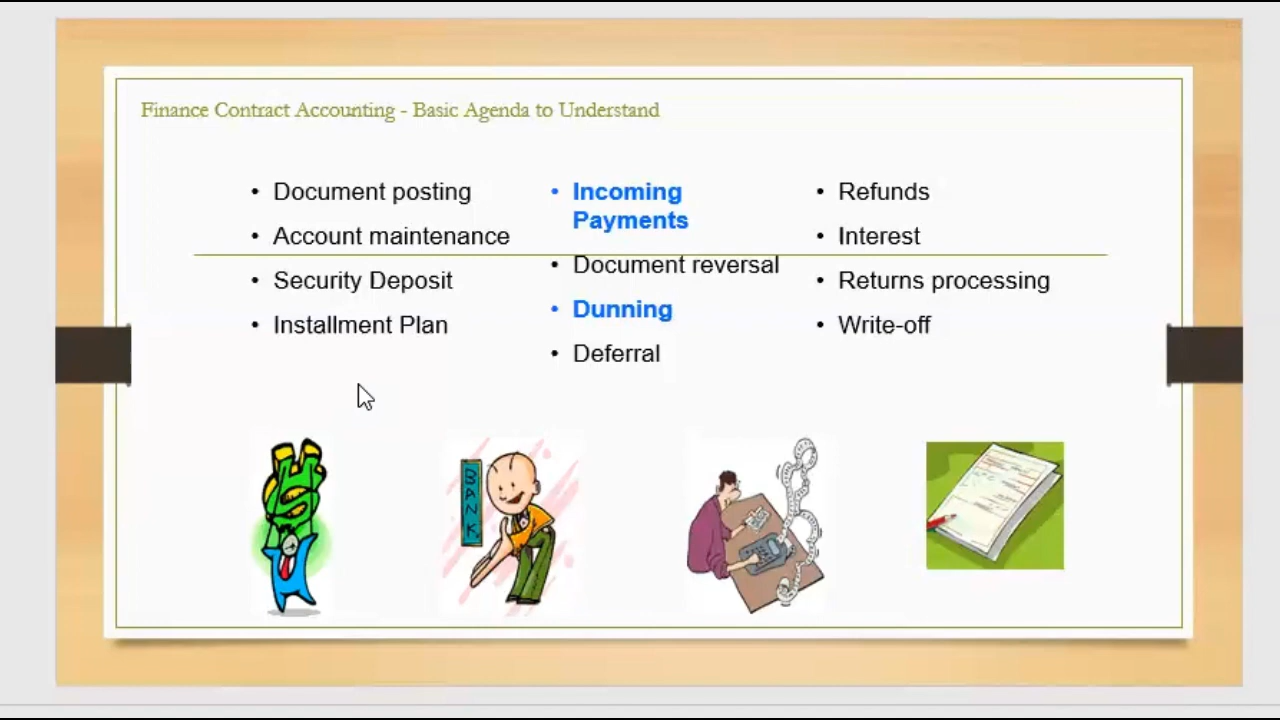 Finance Contract Accounting - Basic Agenda to Understand
• Document posting
• Account maintenance
• Security Deposit
• Installment Plan
• Incoming
Payments
• Document reversal
• Dunning
• Deferral
• Refunds
• Interest
• Returns processing
• Write-off
BANK